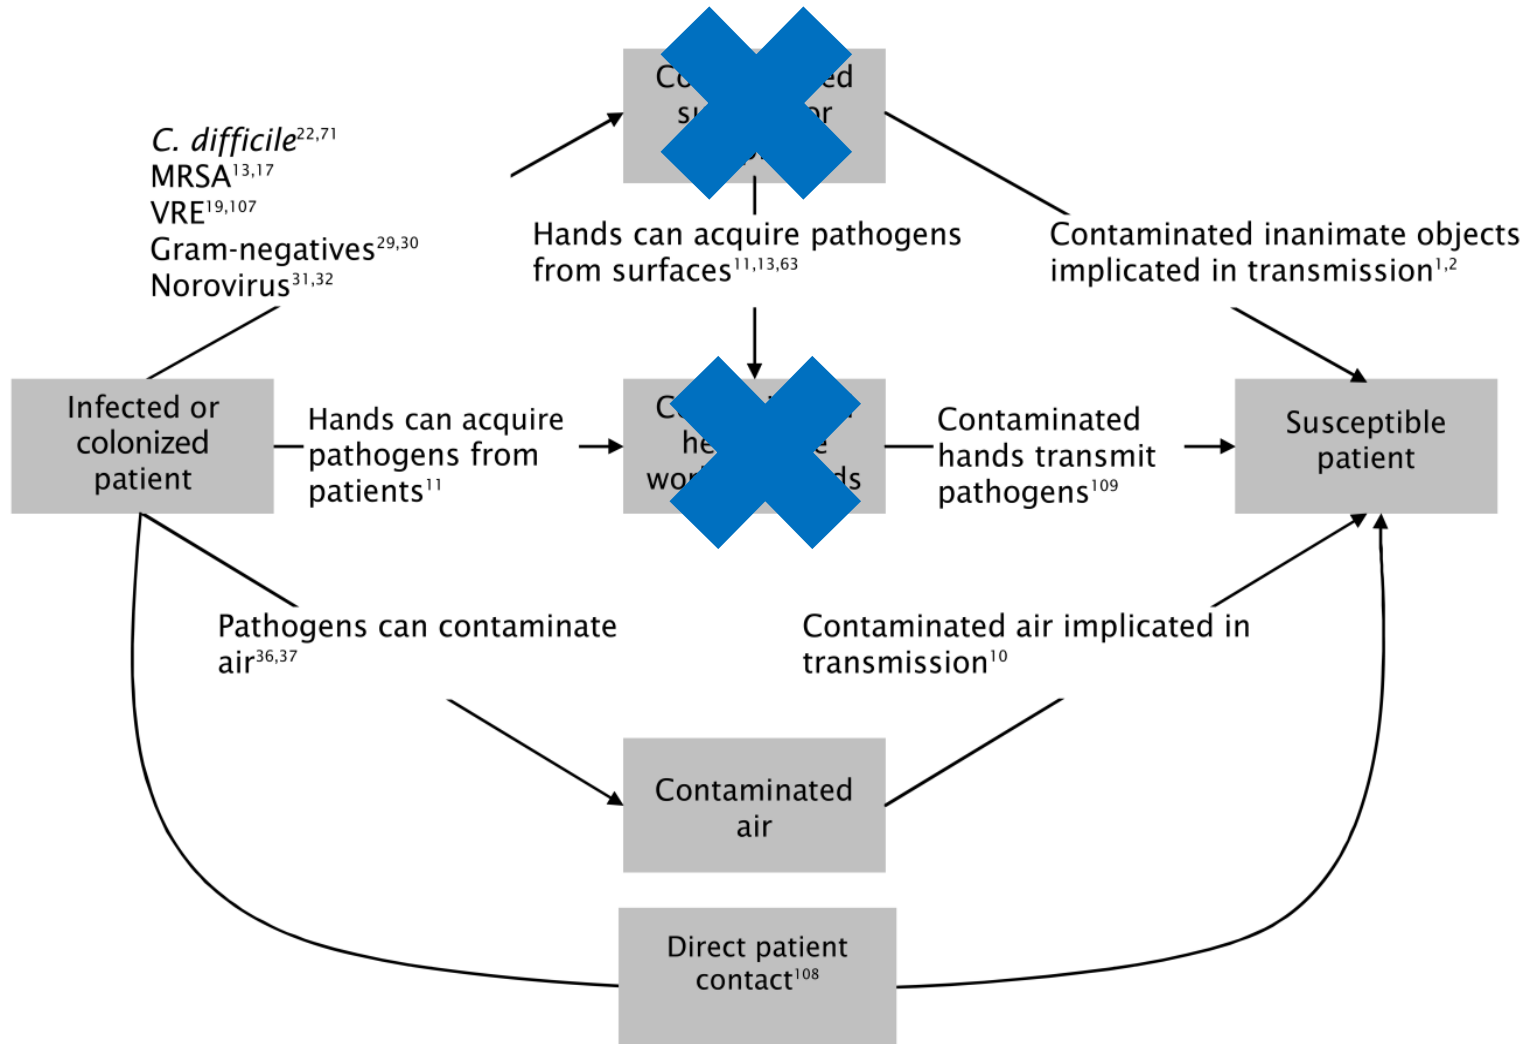 C. difficile22,71
MRSA13,17
VRE19,107
Gram-negatives29,30
Norovirus31,32
Hands can acquire pathogens
from surfaces11,13,63
Contaminated inanimate objects
implicated in transmission1,2
Infected or
colonized
patient
Hands can acquire
pathogens from
patients11
Contaminated
hands transmit
pathogens109
Susceptible
patient
Pathogens can contaminate
air36,37
Contaminated air implicated in
transmission10
Contaminated
air
Direct patient
contact108